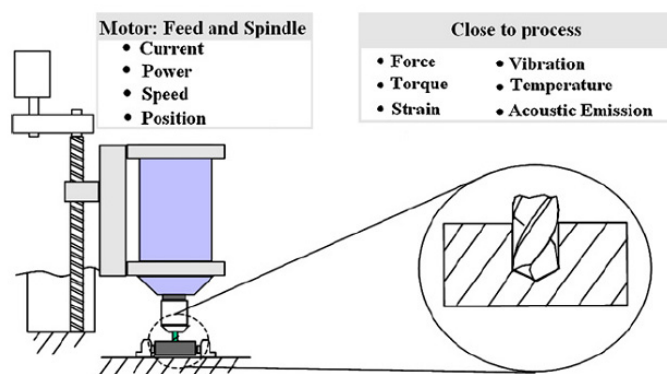 Motor: Feed and Spindle
• Current
• Power
• Speed
• Position
Close to process
• Force
• Torque
• Strain
• Vibration
• Temperature
• Acoustic Emission